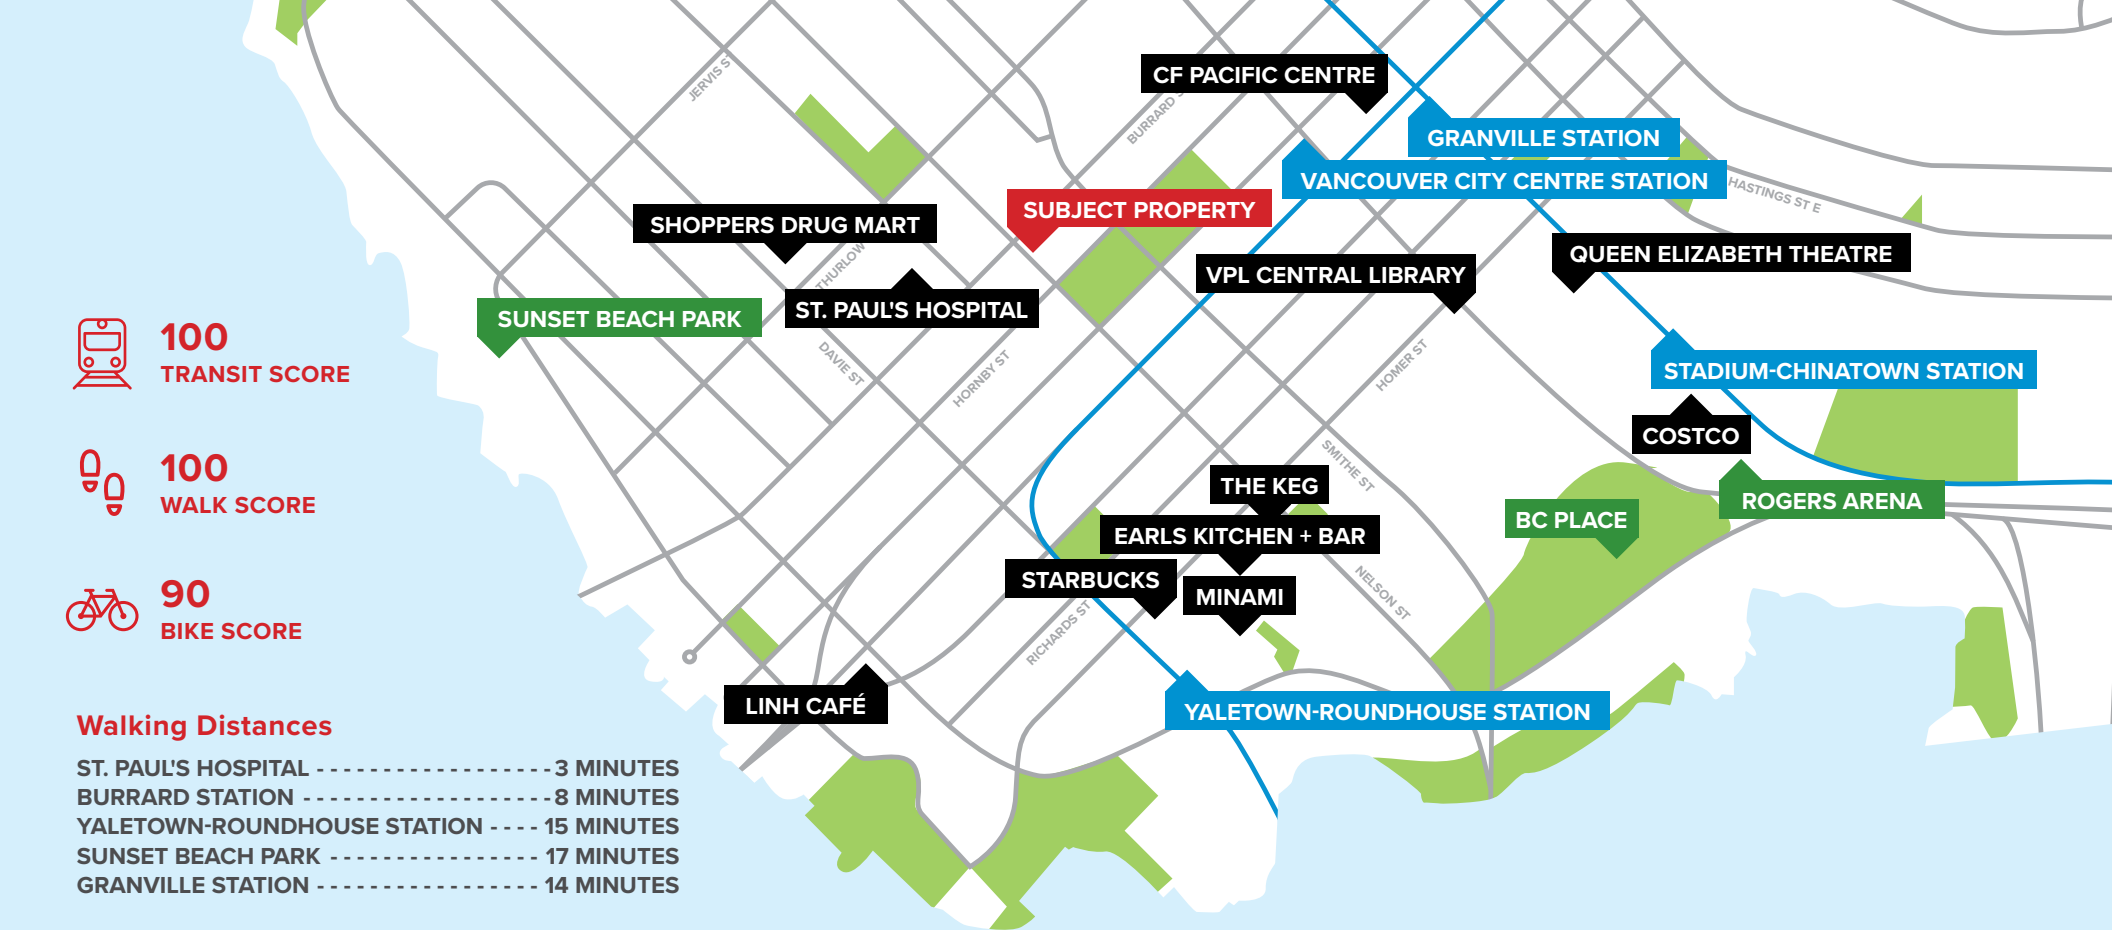 JERVIS ST
CF PACIFIC CENTRE
BURRARD S
GRANVILLE STATION
VANCOUVER CITY CENTRE STATION
HASTINGS ST E
SUBJECT PROPERTY
SHOPPERS DRUG MART
THURLOW
QUEEN ELIZABETH THEATRE
VPL CENTRAL LIBRARY
ST. PAUL'S HOSPITAL
SUNSET BEACH PARK
100
TRANSIT SCORE
DAVIE ST
HORNBY ST
HOMER ST
STADIUM-CHINATOWN STATION
COSTCO
100
WALK SCORE
SMITHE ST
THE KEG
ROGERS ARENA
BC PLACE
EARLS KITCHEN + BAR
STARBUCKS
MINAMI
NELSON ST
90
BIKE SCORE
RICHARDS ST
LINH CAFÉ
YALETOWN-ROUNDHOUSE STATION
Walking Distances
ST. PAUL'S HOSPITAL - - - - - - - - - - - - - - - - - - 3 MINUTES
BURRARD STATION - - - - - - - - - - - - - - - - - - - 8 MINUTES
YALETOWN-ROUNDHOUSE STATION - - - - 15 MINUTES
SUNSET BEACH PARK - - - - - - - - - - - - - - - - 17 MINUTES
GRANVILLE STATION - - - - - - - - - - - - - - - - - 14 MINUTES